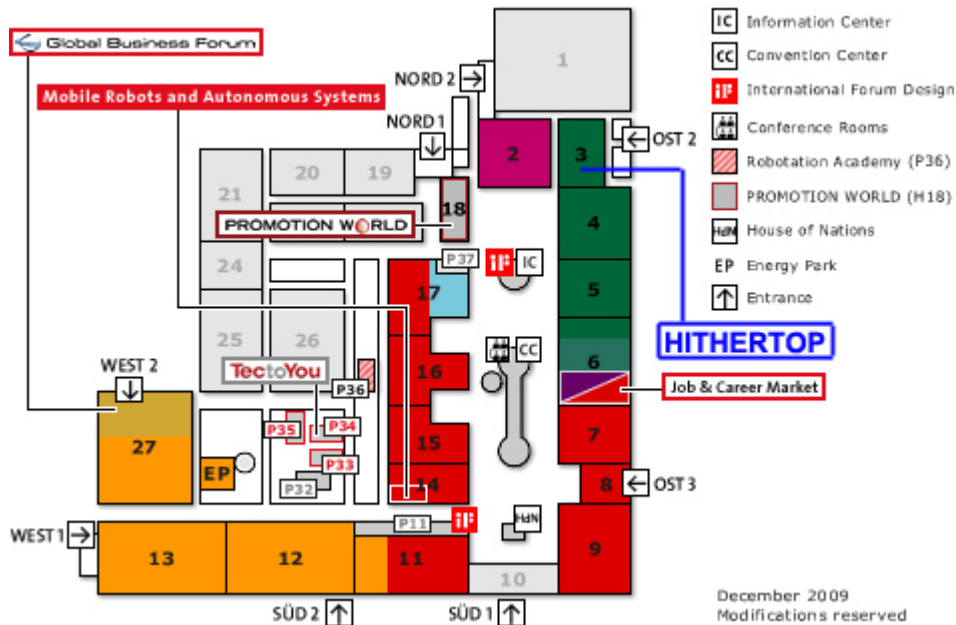 Global Business Forum
Mobile Robots and Autonomous Systems
NORD 2
NORD 1
1
2
3
OST 2
IC Information Center
CC Convention Center
iF International Forum Design
Conference Rooms
Robotation Academy (P36)
PROMOTION WORLD (H18)
HdN House of Nations
EP Energy Park
Entrance
21
20
19
18
4
PROMOTION WORLD
P37
iF
IC
24
17
5
HITHERTOP
25
26
TectoYou
16
CC
6
WEST 2
P36
Job & Career Market
P35
P34
27
EP
P33
15
7
P32
14
8
OST 3
WEST 1
P11
iF
HdN
13
12
11
9
10
SÜD 2
SÜD 1
December 2009
Modifications reserved